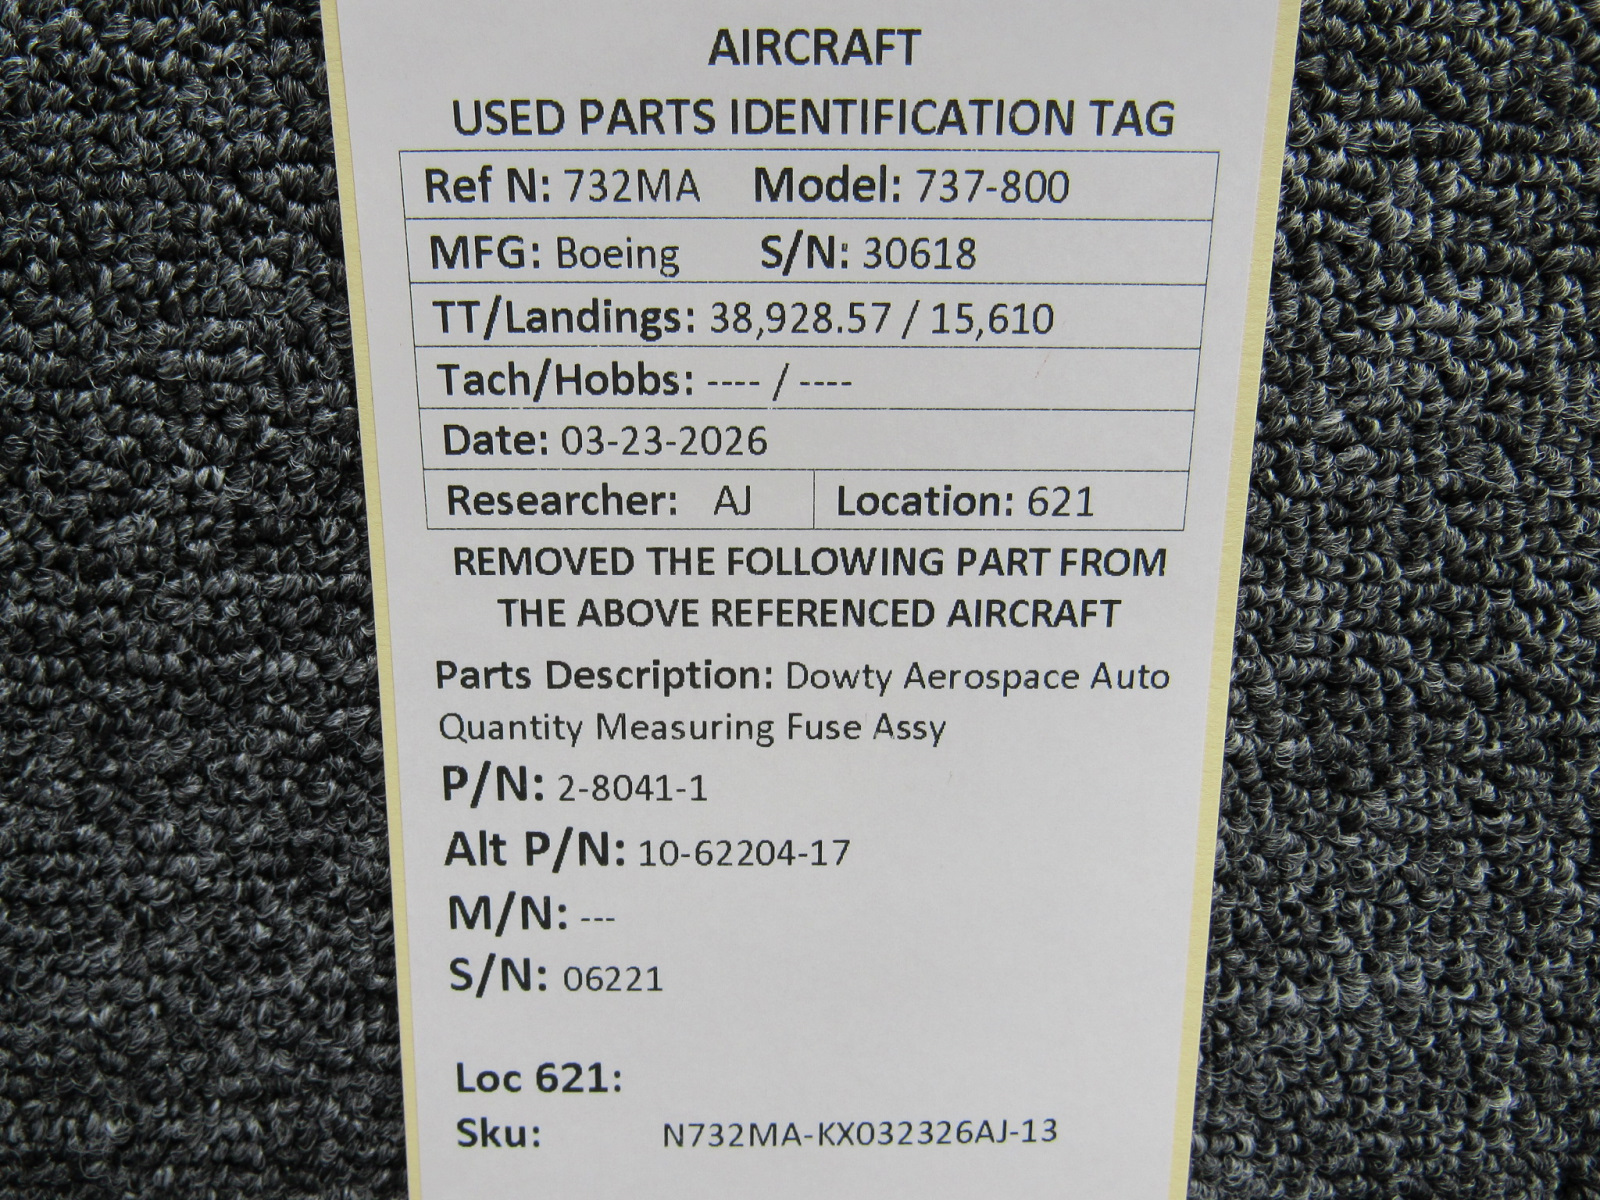 AIRCRAFT
USED PARTS IDENTIFICATION TAG
Ref N: 732MA Model: 737-800
MFG: Boeing S/N: 30618
TT/Landings: 38,928.57 / 15,610
Tach/Hobbs: ---- / ----
Date: 03-23-2026
Researcher: AJ Location: 621
REMOVED THE FOLLOWING PART FROM
THE ABOVE REFERENCED AIRCRAFT
Parts Description: Dowty Aerospace Auto
Quantity Measuring Fuse Assy
P/N: 2-8041-1
Alt P/N: 10-62204-17
M/N: ---
S/N: 06221
Loc 621:
Sku: N732MA-KX032326AJ-13